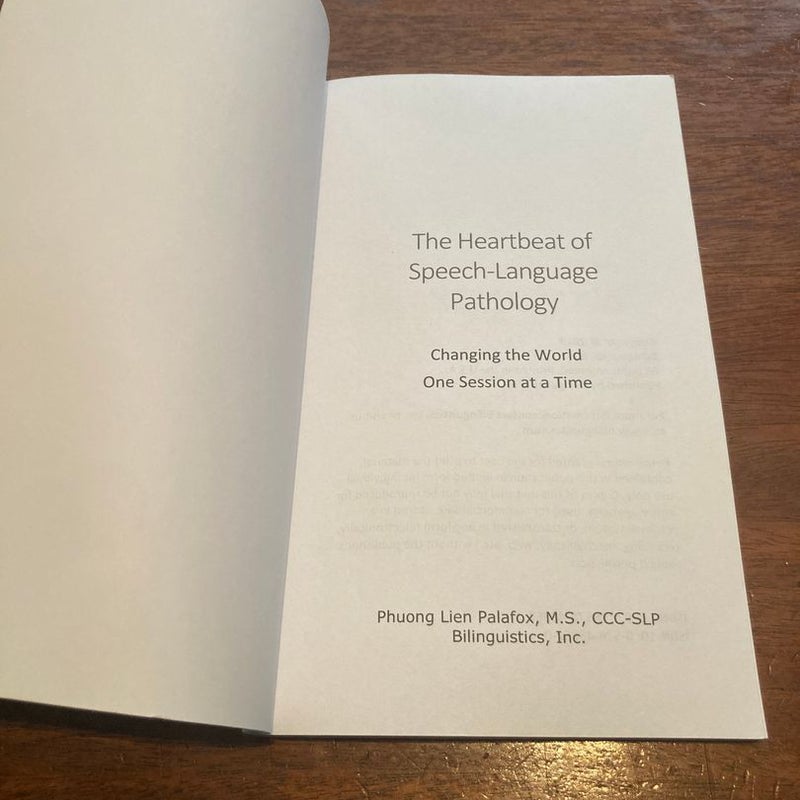 The Heartbeat of
Speech-Language
Pathology
Changing the World
One Session at a Time
Phuong Lien Palafox, M.S., CCC-SLP
Bilinguistics, Inc.